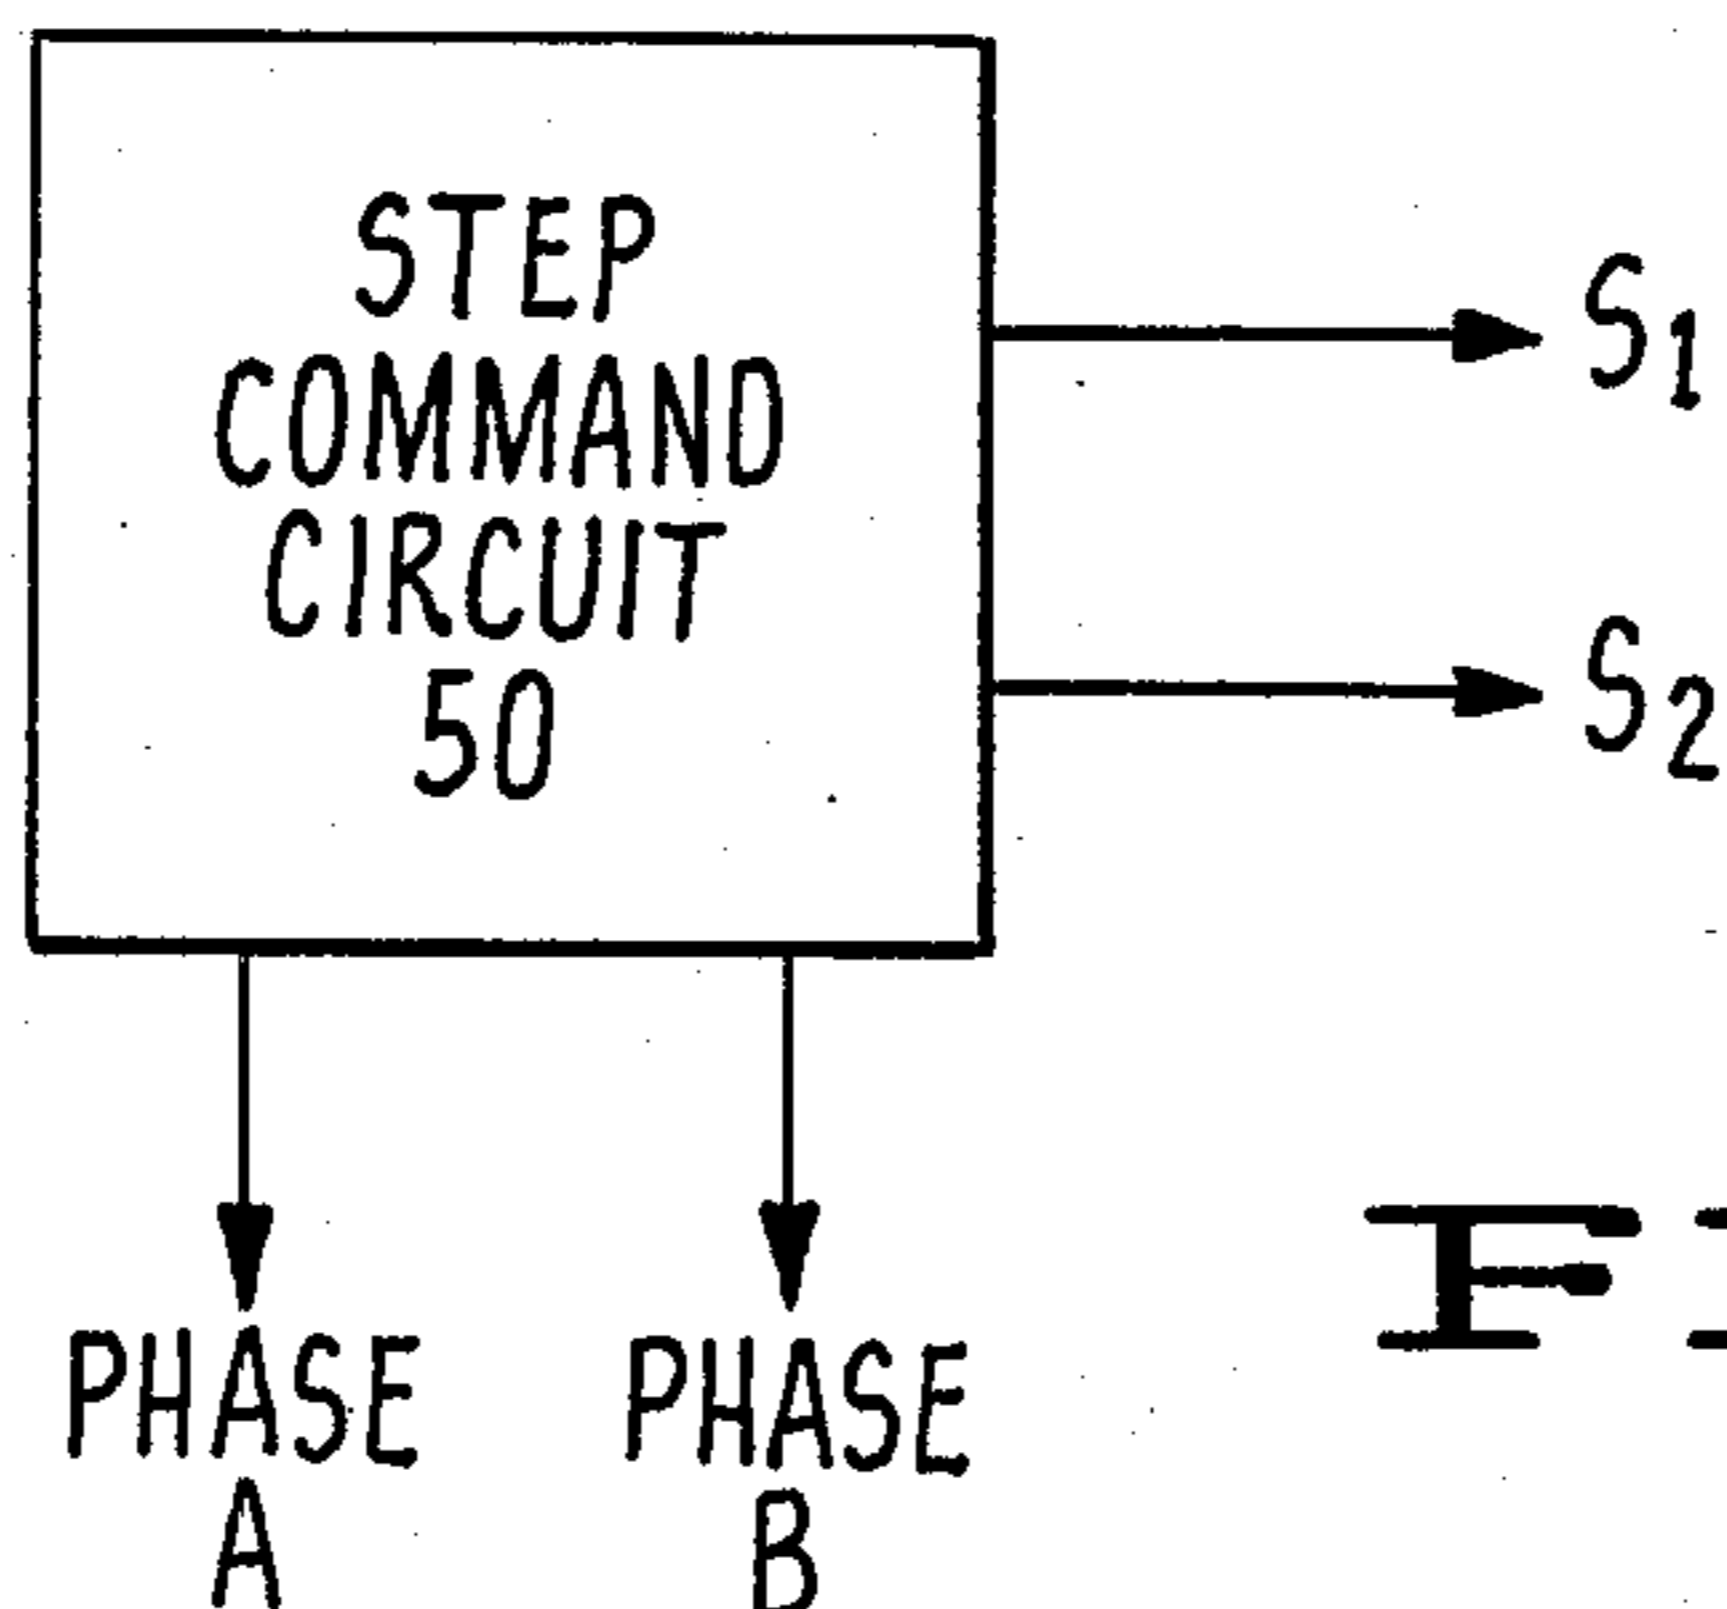 STEP
COMMAND
CIRCUIT
50
S1
S2
PHASE
A
PHASE
B